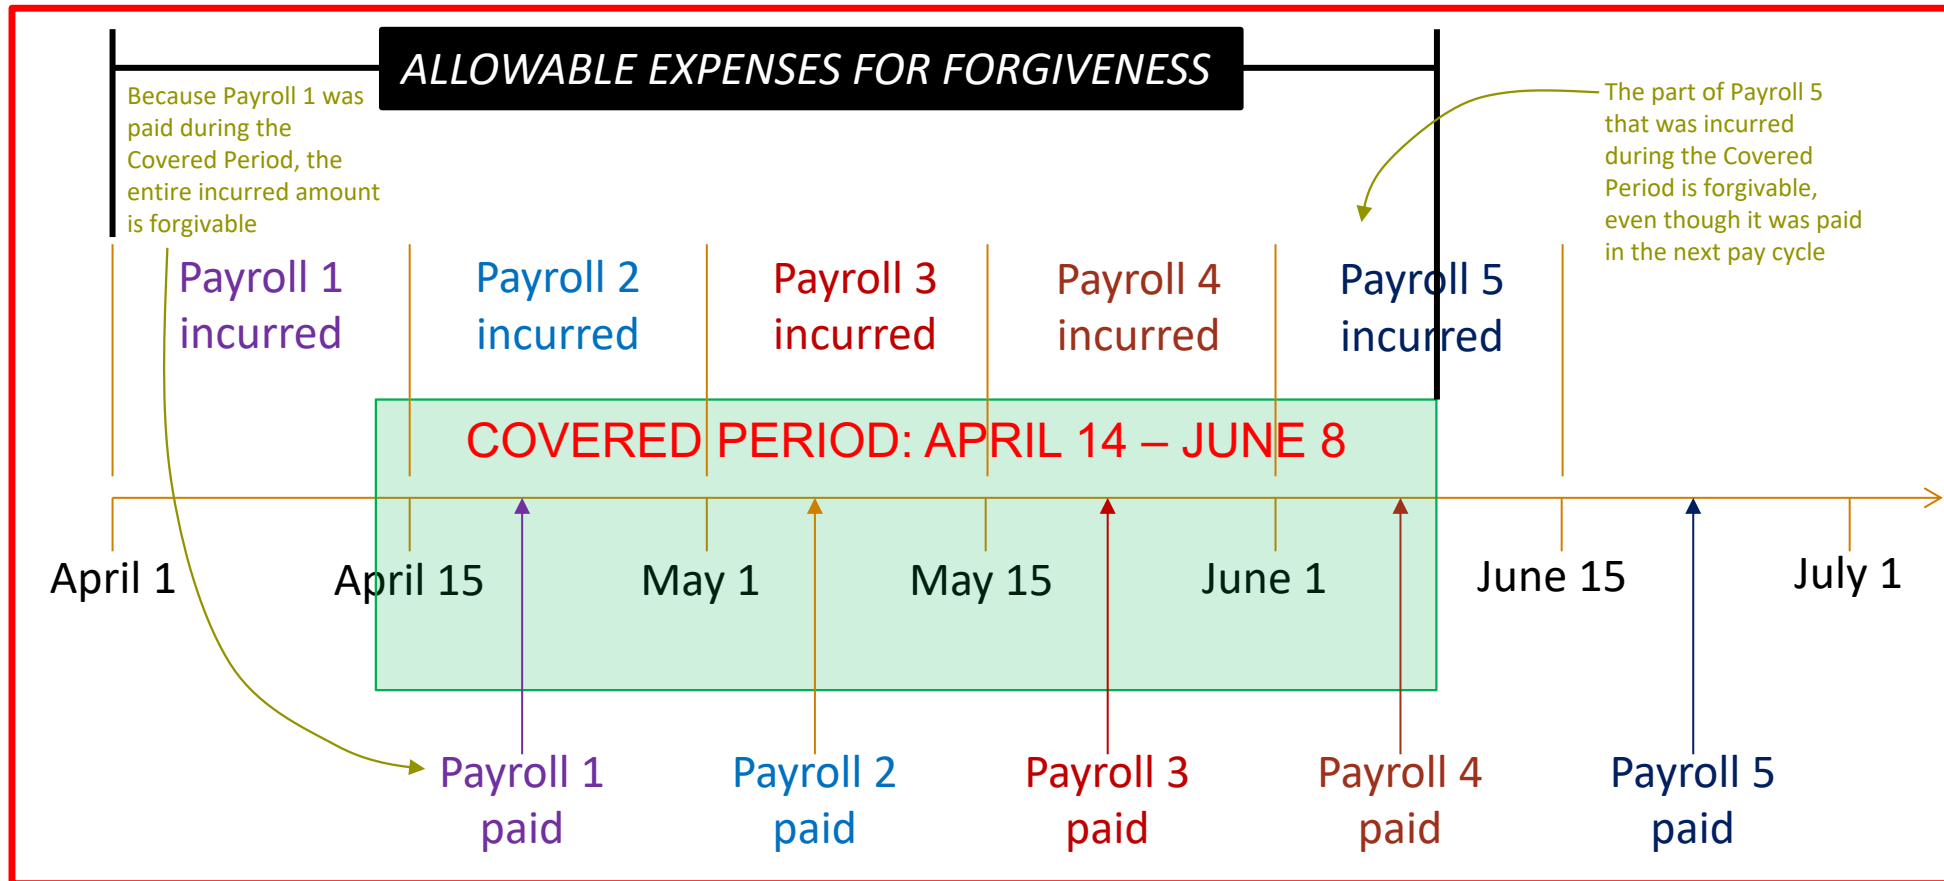 ALLOWABLE EXPENSES FOR FORGIVENESS
Because Payroll 1 was
paid during the
Covered Period, the
entire incurred amount
is forgivable
The part of Payroll 5
that was incurred
during the Covered
Period is forgivable,
even though it was paid
in the next pay cycle
Payroll 1
incurred
Payroll 2
incurred
Payroll 3
incurred
Payroll 4
incurred
Payroll 5
incurred
COVERED PERIOD: APRIL 14 – JUNE 8
April 1
April 15
May 1
May 15
June 1
June 15
July 1
Payroll 1
paid
Payroll 2
paid
Payroll 3
paid
Payroll 4
paid
Payroll 5
paid